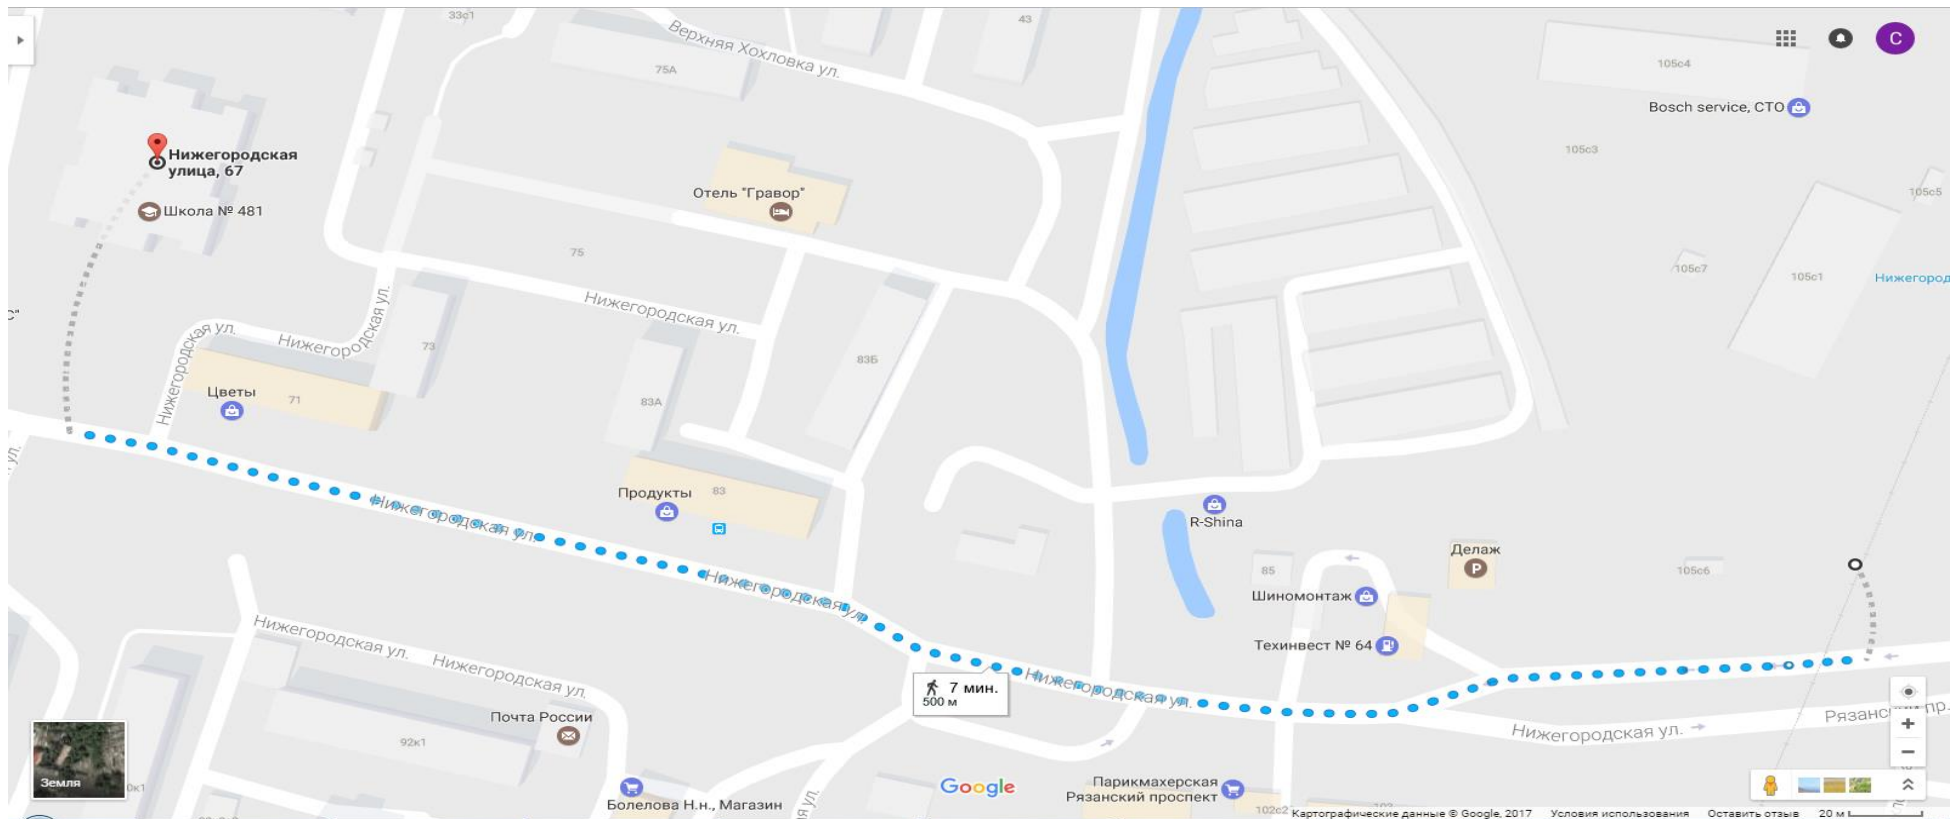 33с1
43
Верхняя Хохловка ул.
75А
С
105с4
Bosch service, СТО
Нижегородская
улица, 67
105с3
Отель "Гравор"
105с5
Школа № 481
75
105с7
105с1
Нижегород
Нижегородская ул.
С"
Нижегородская ул.
Нижегородская ул.
Нижегородская ул.
73
83Б
Цветы
71
83А
ул.
Продукты
83
Нижегородская ул.
R-Shina
Делаж
P
85
105с6
Нижегородская ул.
Шиномонтаж
Нижегородская ул.
Нижегородская ул.
Техинвест № 64
7 мин.
500 м
Нижегородская ул.
Почта России
Рязанс
пр.
Нижегородская ул.
92к1
Земля
0к1
Google
Парикмахерская
Рязанский проспект
Болелова Н.н., Магазин
ул.
102с2
103
Картографические данные © Google, 2017 Условия использования Оставить отзыв 20 м